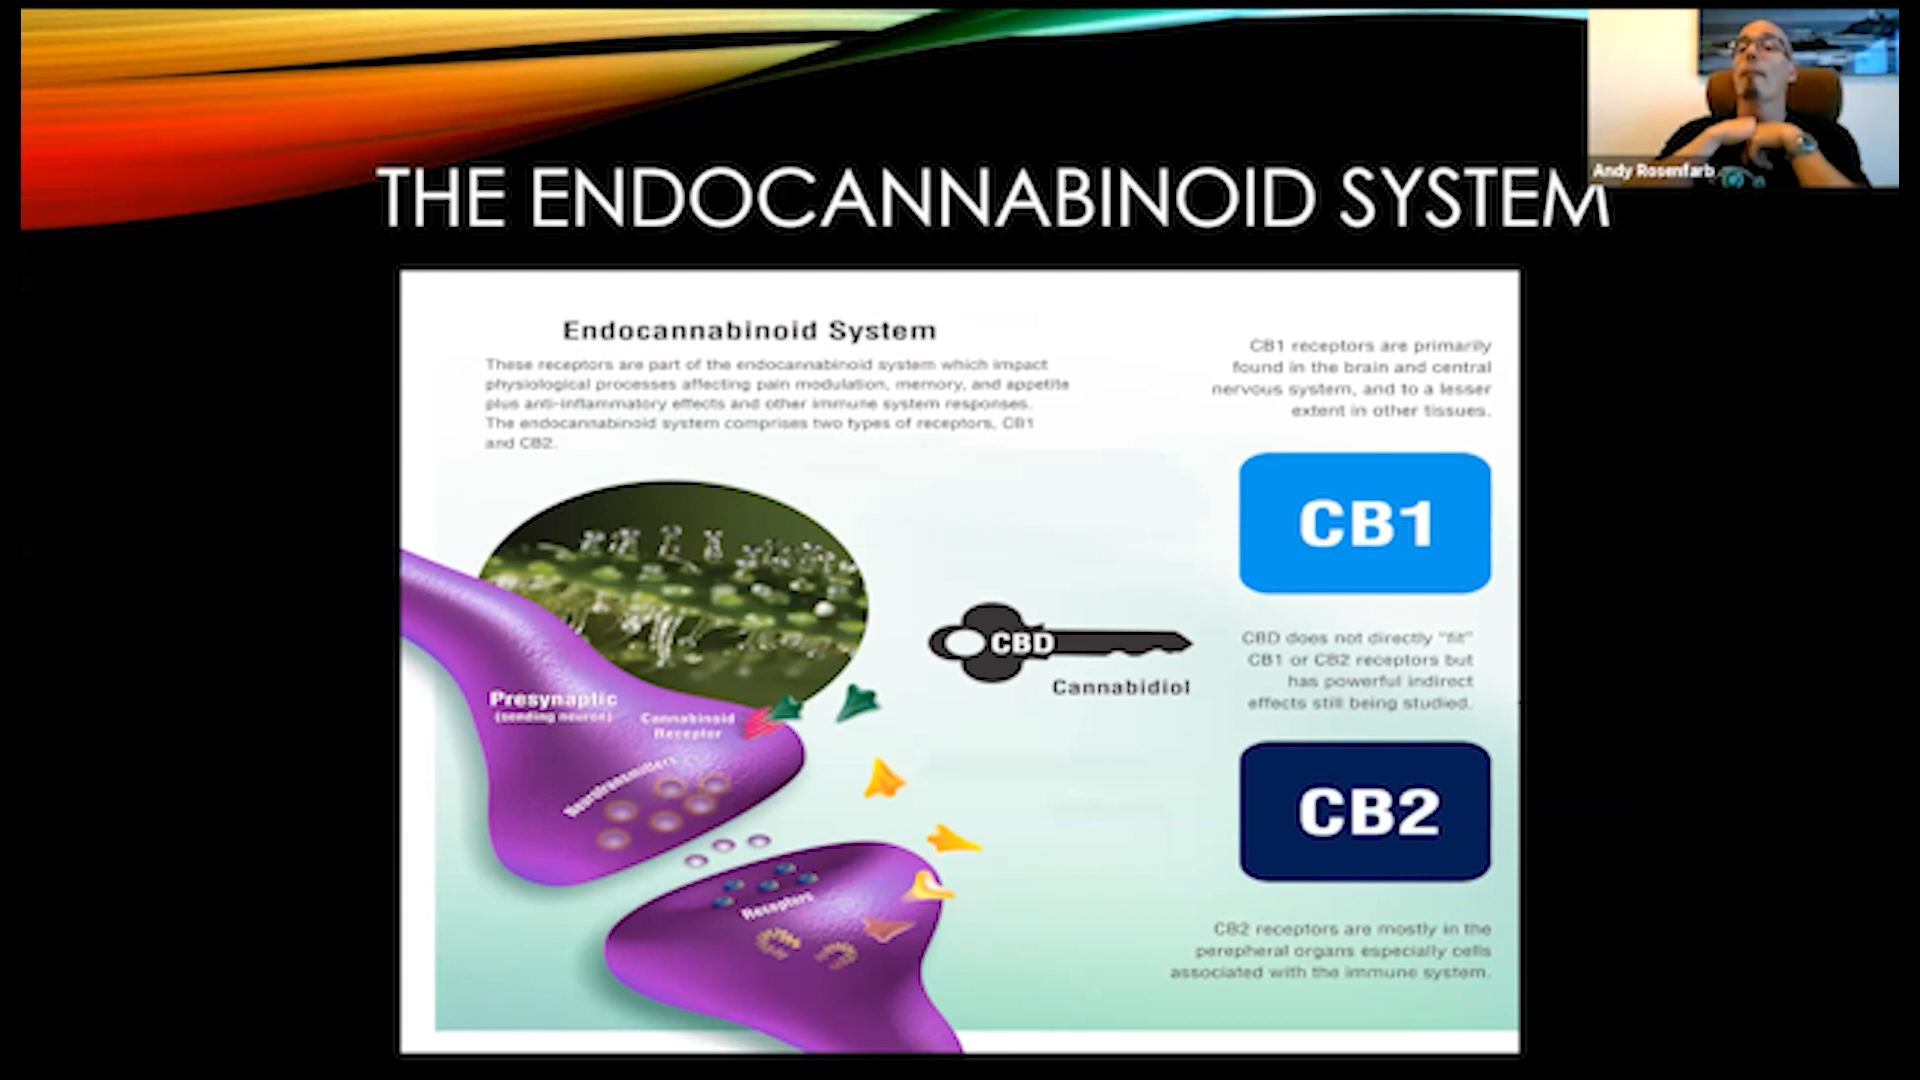 Andy Rosenfarb
THE ENDOCANNABINOID SYSTEM
Endocannabinoid System
These receptors are part of the endocannabinoid system which impact
physiological processes affecting pain modulation, memory, and appetite
plus anti-inflammatory effects and other immune system responses.
The endocannabinoid system comprises two types of receptors, CB1
and CB2.
CB1 receptors are primarily
found in the brain and central
nervous system, and to a lesser
extent in other tissues.
CB1
CBD
Cannabidiol
CBD does not directly "fit"
CB1 or CB2 receptors but
has powerful indirect
effects still being studied.
Presynaptic
(sending neuron)
Cannabinoid
Receptor
Neurotransmitters
Receptors
CB2
CB2 receptors are mostly in the
perepheral organs especially cells
associated with the immune system.